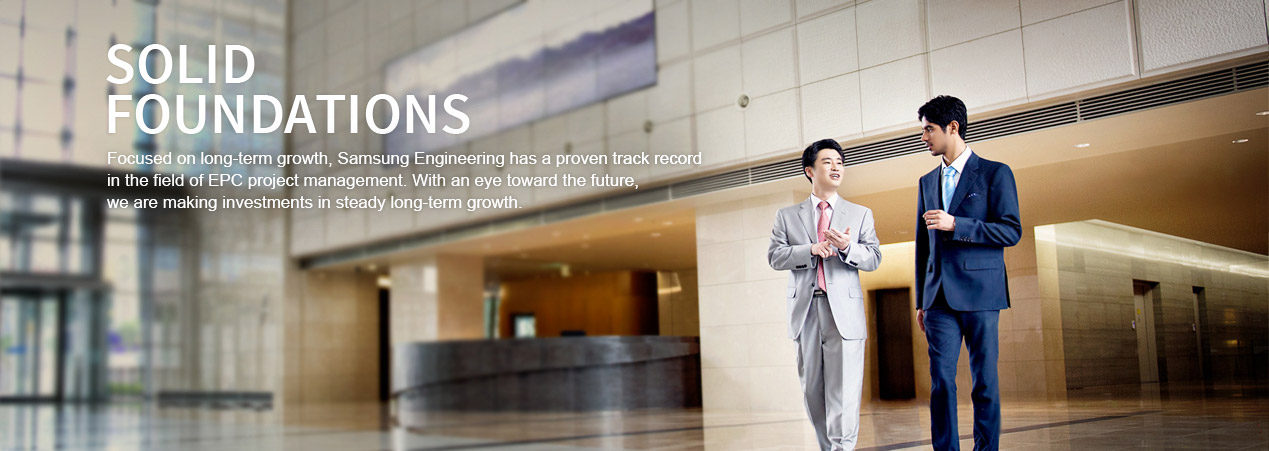 SOLID
FOUNDATIONS
Focused on long-term growth, Samsung Engineering has a proven track record
in the field of EPC project management. With an eye toward the future,
we are making investments in steady long-term growth.